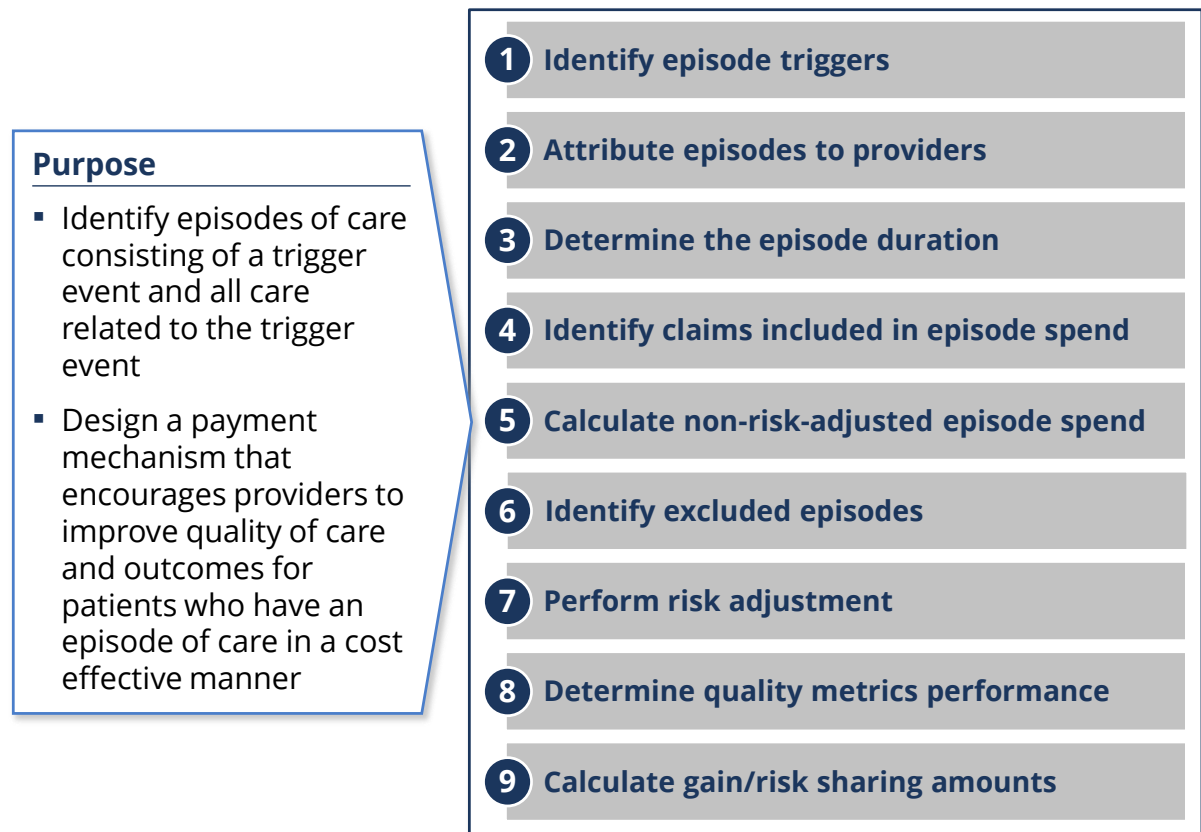 Purpose
▪ Identify episodes of care
consisting of a trigger
event and all care
related to the trigger
event
▪ Design a payment
mechanism that
encourages providers to
improve quality of care
and outcomes for
patients who have an
episode of care in a cost
effective manner
1 Identify episode triggers
2 Attribute episodes to providers
3 Determine the episode duration
4 Identify claims included in episode spend
5 Calculate non-risk-adjusted episode spend
6 Identify excluded episodes
7 Perform risk adjustment
8 Determine quality metrics performance
9 Calculate gain/risk sharing amounts